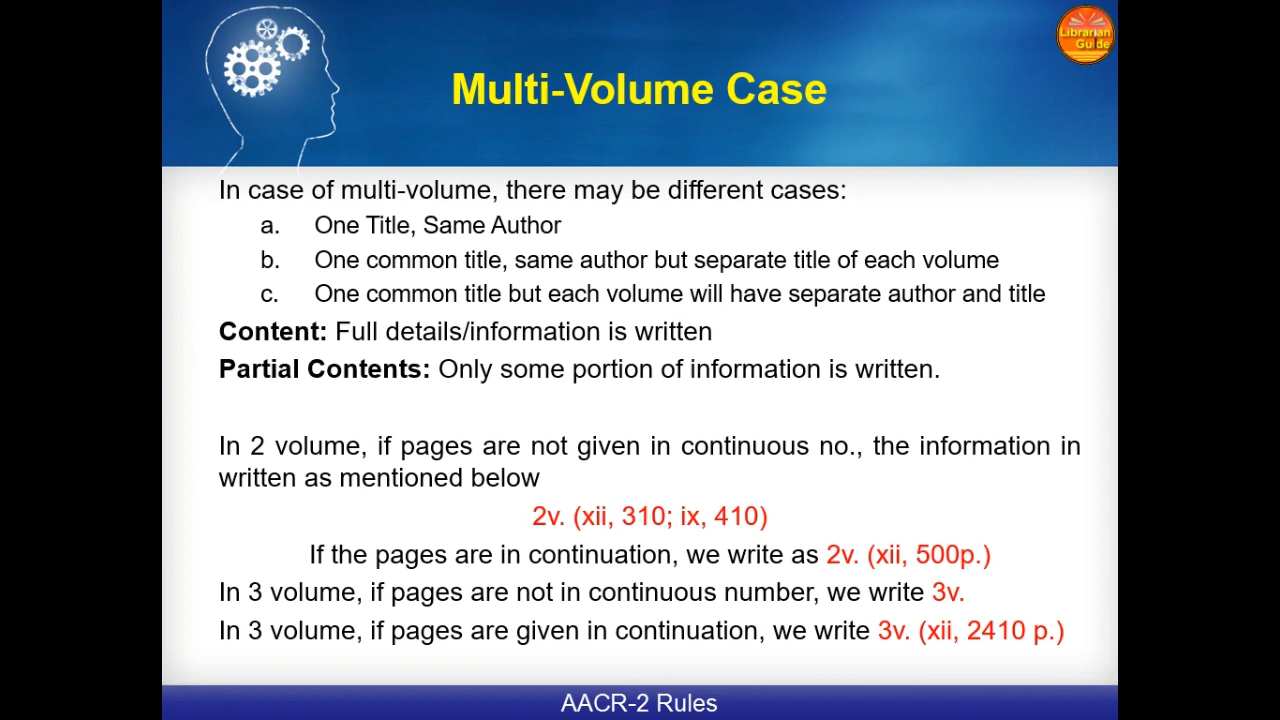 Librarian
Guide
Multi-Volume Case
In case of multi-volume, there may be different cases:
a. One Title, Same Author
b. One common title, same author but separate title of each volume
c. One common title but each volume will have separate author and title
Content: Full details/information is written
Partial Contents: Only some portion of information is written.
In 2 volume, if pages are not given in continuous no., the information in
written as mentioned below
2v. (xii, 310; ix, 410)
If the pages are in continuation, we write as 2v. (xii, 500p.)
In 3 volume, if pages are not in continuous number, we write 3v.
In 3 volume, if pages are given in continuation, we write 3v. (xii, 2410 p.)
AACR-2 Rules